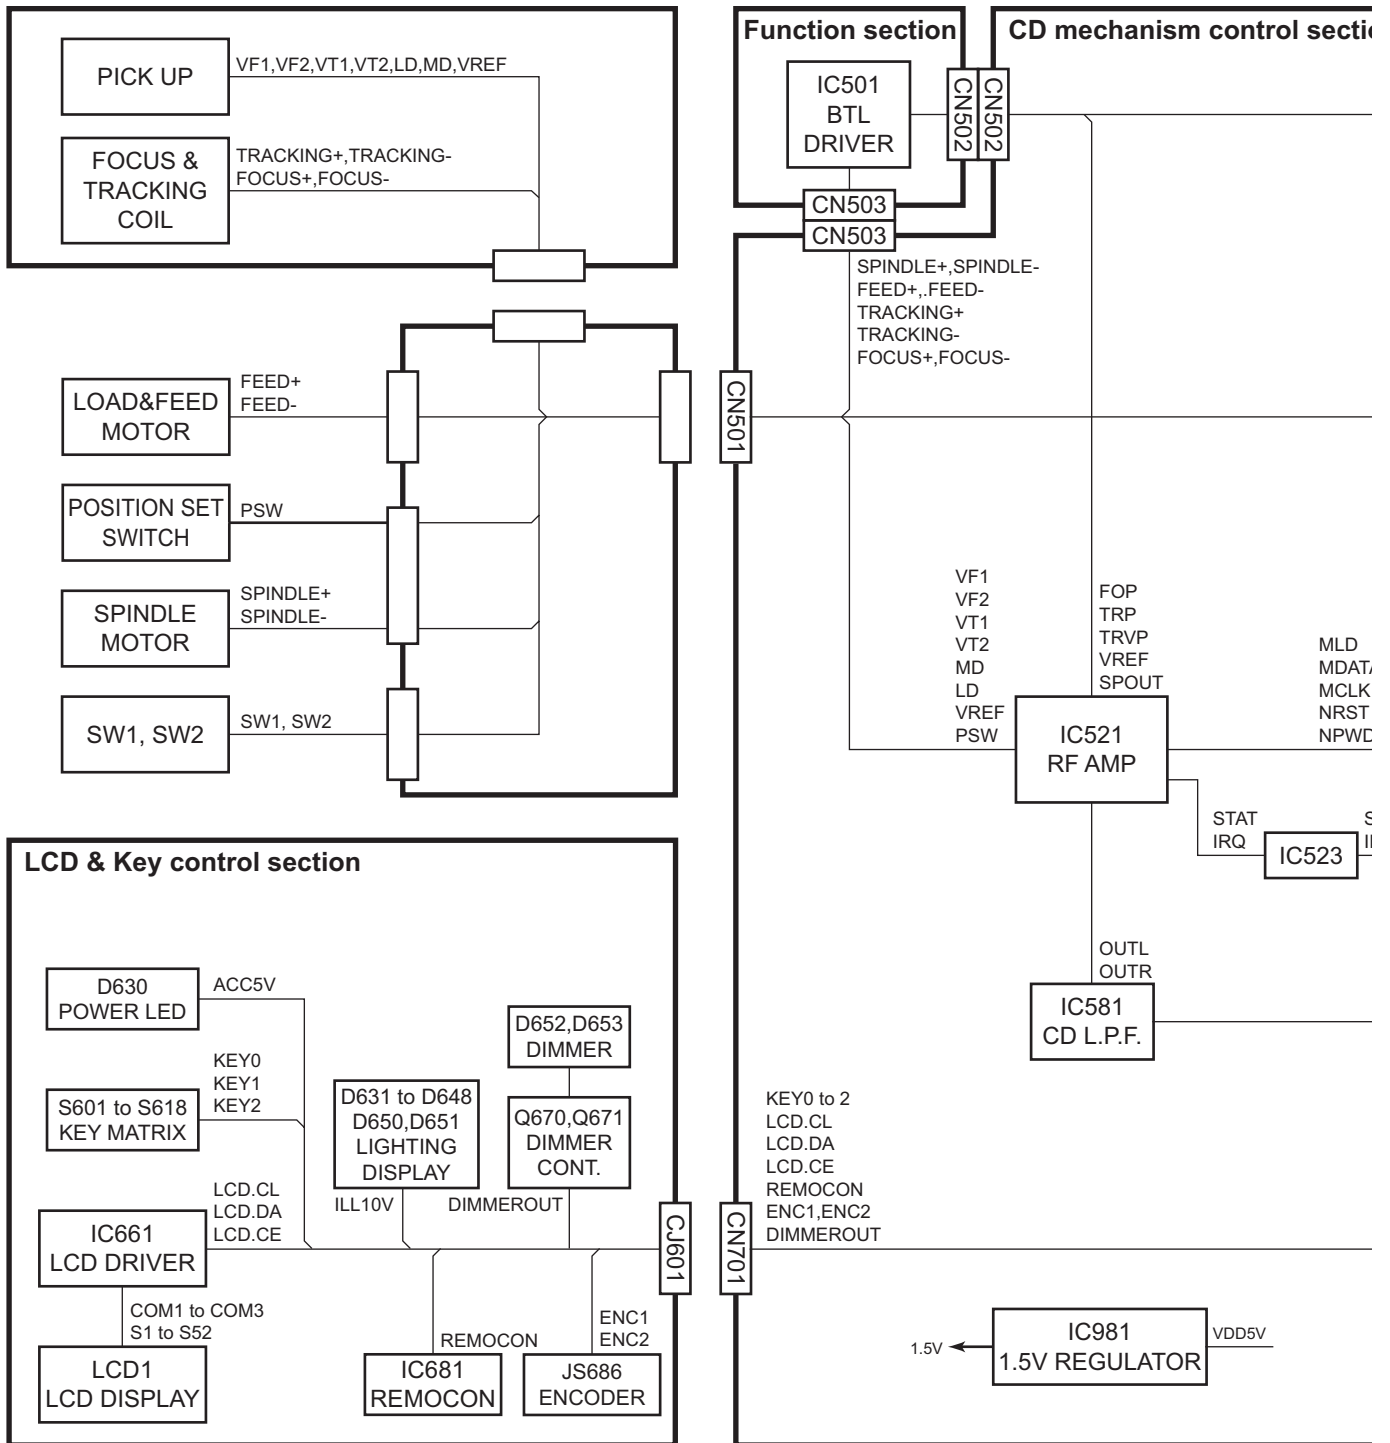 PICK UP
VF1,VF2,VT1,VT2,LD,MD,VREF
FOCUS &
TRACKING
COIL
TRACKING+,TRACKING-
FOCUS+,FOCUS-
LOAD&FEED
MOTOR
FEED+
FEED-
POSITION SET
SWITCH
PSW
SPINDLE
MOTOR
SPINDLE+
SPINDLE-
SW1, SW2
SW1, SW2
Function section
IC501
BTL
DRIVER
CN502
CN502
CN503
CN503
CD mechanism control sectio
SPINDLE+,SPINDLE-
FEED+,.FEED-
TRACKING+
TRACKING-
FOCUS+,FOCUS-
CN501
VF1
VF2
VT1
VT2
MD
LD
VREF
PSW
FOP
TRP
TRVP
VREF
SPOUT
MLD
MDATA
MCLK
NRST
NPWD
IC521
RF AMP
STAT
IRQ
IC523
S
OUTL
OUTR
IC581
CD L.P.F.
LCD & Key control section
D630
POWER LED
ACC5V
S601 to S618
KEY MATRIX
KEY0
KEY1
KEY2
IC661
LCD DRIVER
LCD.CL
LCD.DA
LCD.CE
COM1 to COM3
S1 to S52
LCD1
LCD DISPLAY
D631 to D648
D650,D651
LIGHTING
DISPLAY
ILL10V
D652,D653
DIMMER
Q670,Q671
DIMMER
CONT.
DIMMEROUT
REMOCON
IC681
REMOCON
ENC1
ENC2
JS686
ENCODER
CJ601
CN701
KEY0 to 2
LCD.CL
LCD.DA
LCD.CE
REMOCON
ENC1,ENC2
DIMMEROUT
1.5V
IC981
1.5V REGULATOR
VDD5V